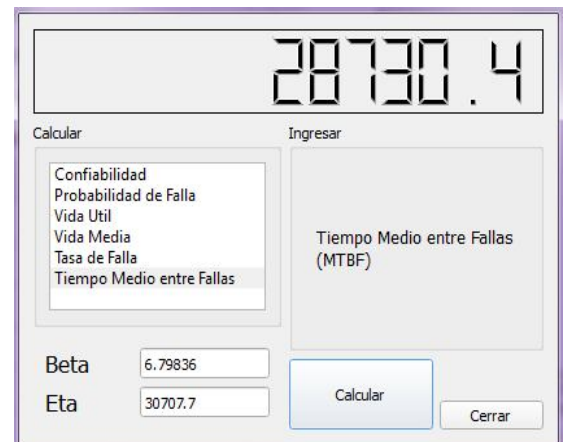 28730.4
Calcular
Ingresar
Confiabilidad
Probabilidad de Falla
Vida Util
Vida Media
Tasa de Falla
Tiempo Medio entre Fallas
Tiempo Medio entre Fallas
(MTBF)
Beta
6.79836
Eta
30707.7
Calcular
Cerrar